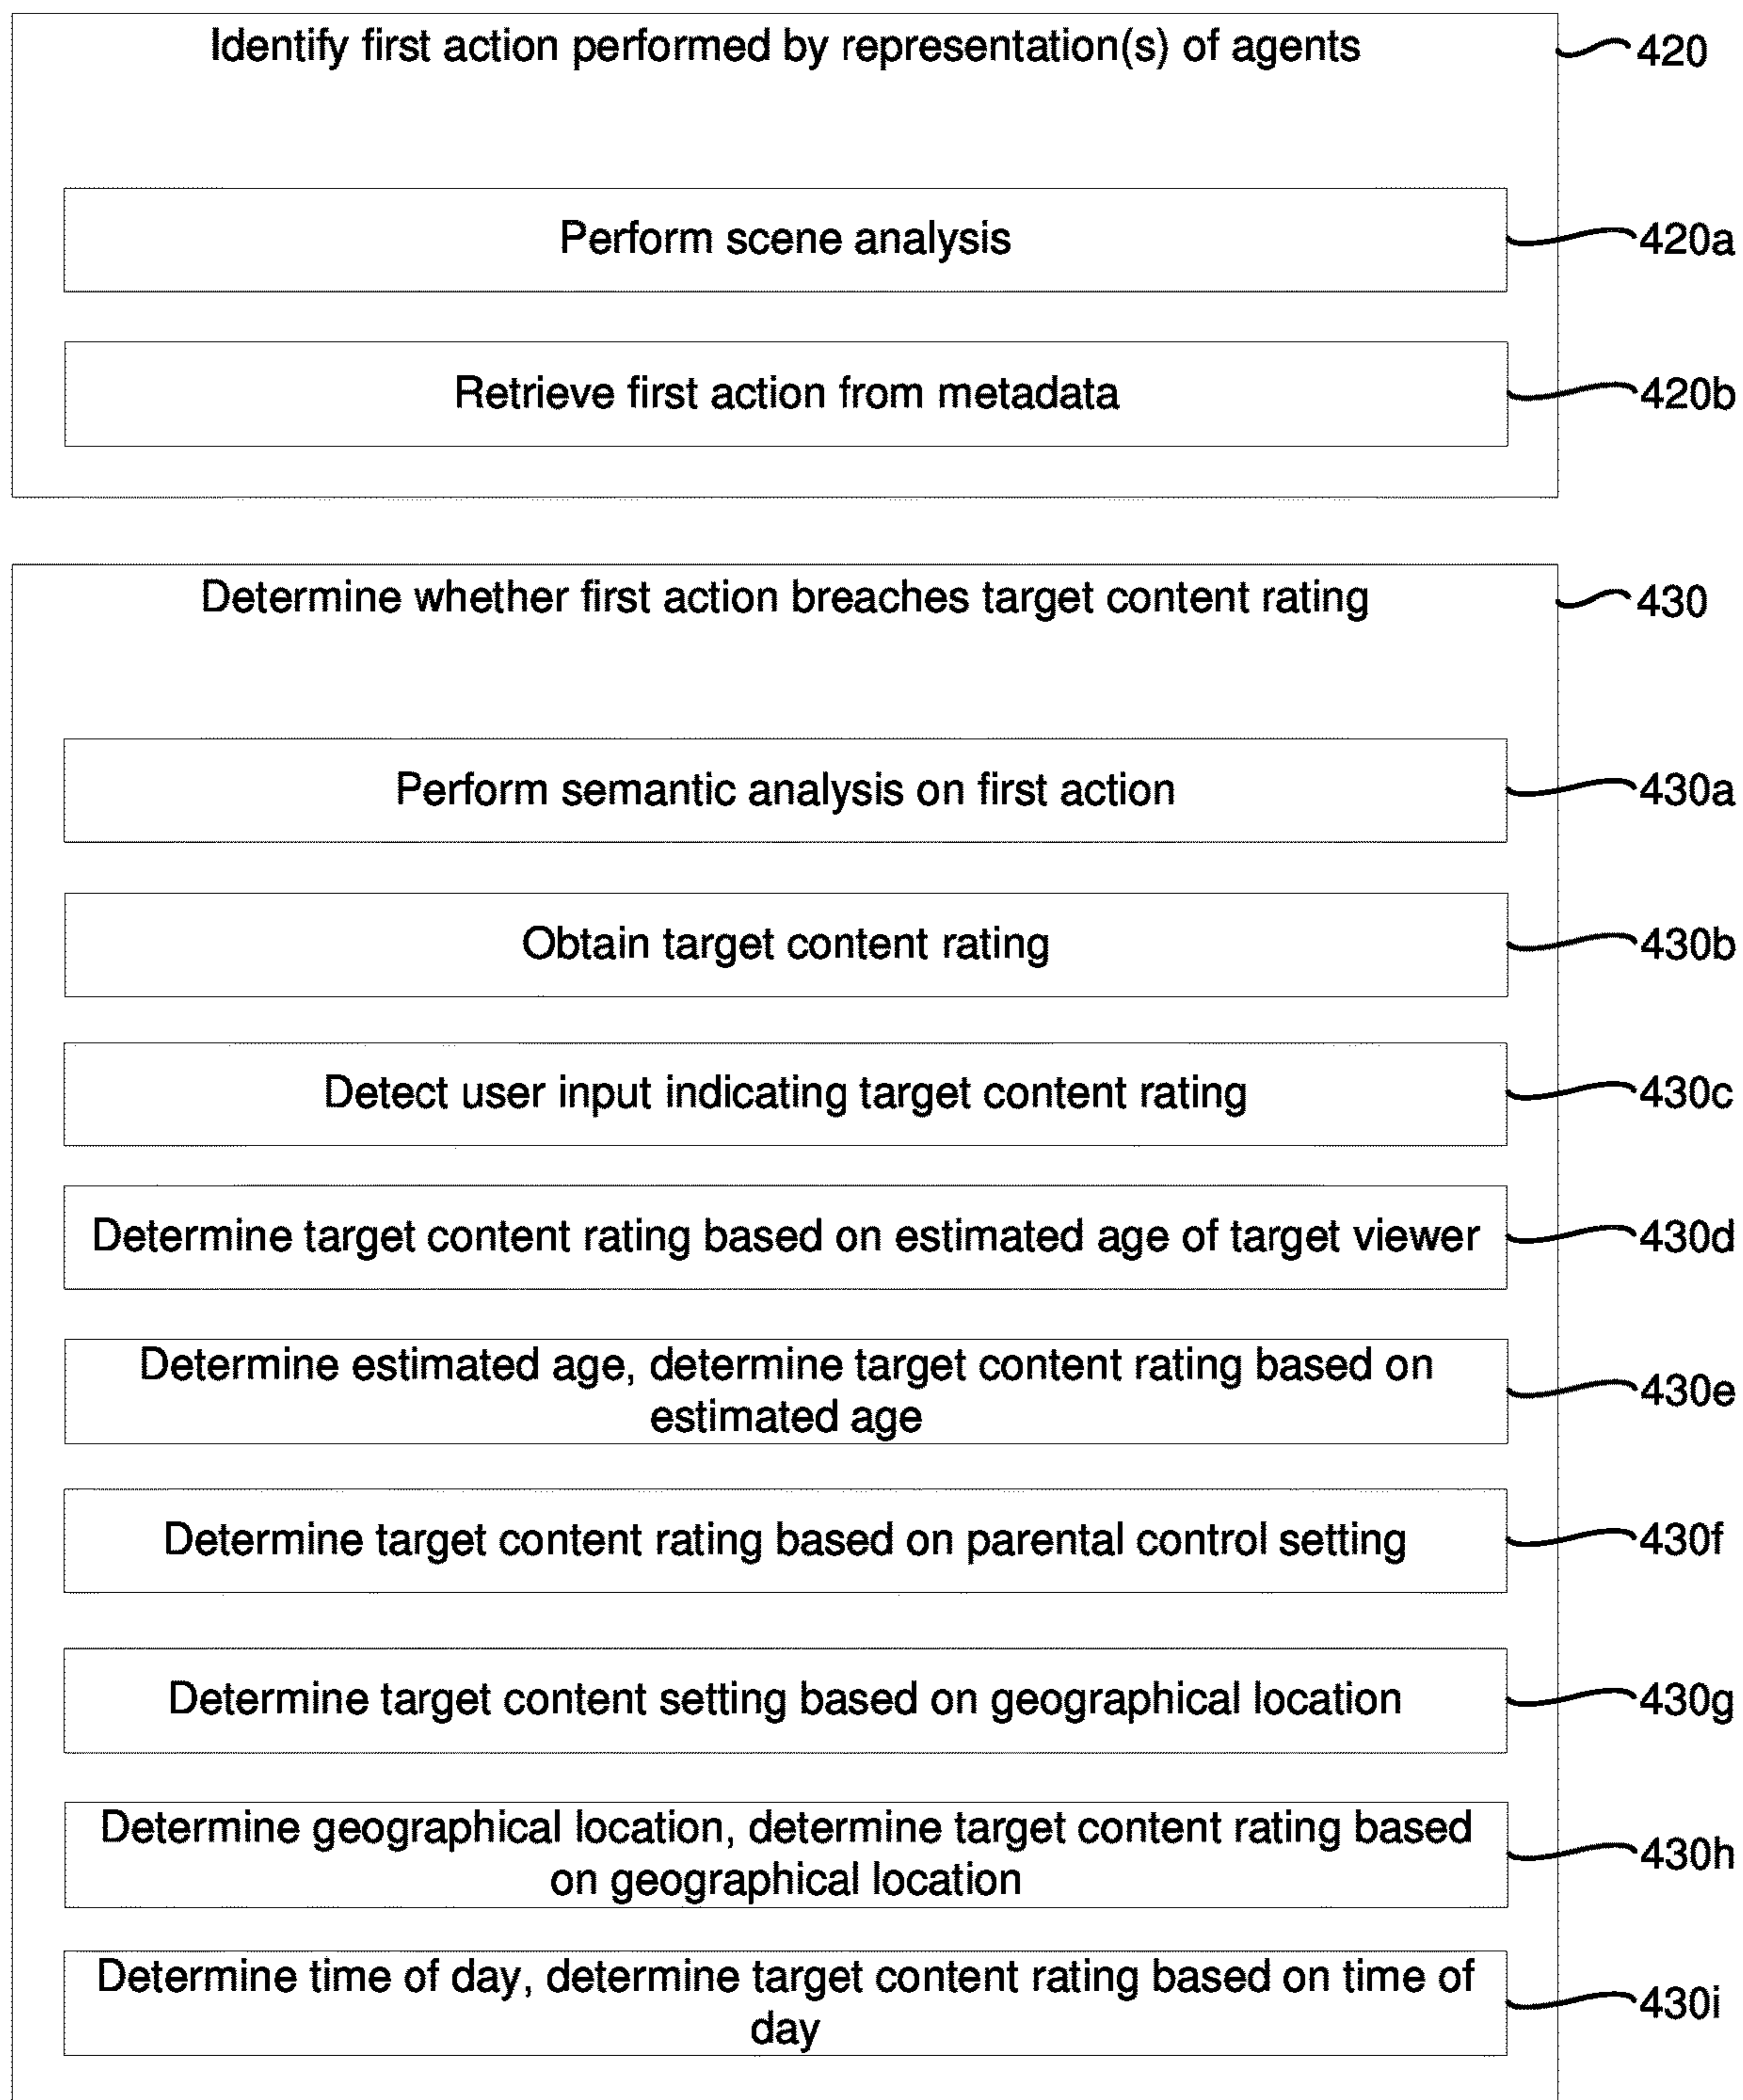 Identify first action performed by representation(s) of agents
420
Perform scene analysis
420a
Retrieve first action from metadata
420b
Determine whether first action breaches target content rating
430
Perform semantic analysis on first action
430a
Obtain target content rating
430b
Detect user input indicating target content rating
430c
Determine target content rating based on estimated age of target viewer
430d
Determine estimated age, determine target content rating based on
estimated age
430e
Determine target content rating based on parental control setting
430f
Determine target content setting based on geographical location
430g
Determine geographical location, determine target content rating based
on geographical location
430h
Determine time of day, determine target content rating based on time of
day
430i